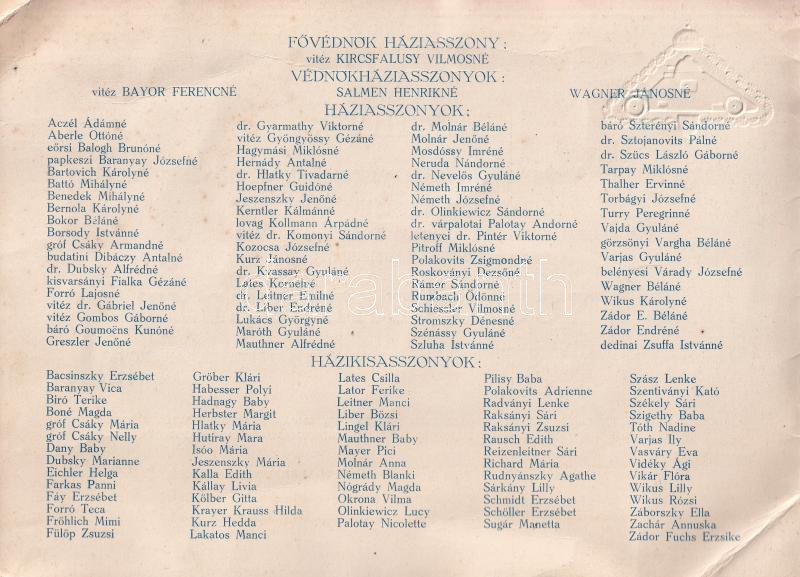 FŐVÉDNÖK HÁZIASSZONY:
vitéz KIRCSFALUSY VILMOSNÉ
VÉDNÖKHÁZIASSZONYOK:
vitéz BAYOR FERENCNÉ
SALMEN HENRIKNÉ
WAGNER JÁNOSNÉ
HÁZIASSZONYOK:
Aczél Ádámné
Aberle Ottóné
eörsi Balogh Brunóné
papkeszi Baranyay Józsefné
Bartovich Károlyné
Battó Mihályné
Benedek Mihályné
Bernola Károlyné
Bokor Béláné
Borsody Istvánné
gróf Csáky Armandné
budatini Dibáczy Antalné
dr. Dubsky Alfrédné
kisvarsányi Fialka Gézáné
Forró Lajosné
vitéz dr. Gábriel Jenőné
vitéz Gombos Gáborné
báró Goumoëns Kunóné
Greszler Jenőné
dr. Gyarmathy Viktorné
vitéz Gyöngyössy Gézáné
Hagymási Miklósné
Hernády Antalné
dr. Hlatky Tivadarné
Hoepfner Guidóné
Jeszenszky Jenőné
Kerntler Kálmánné
lovag Kollmann Árpádné
vitéz dr. Komonyi Sándorné
Kozocsa Józsefné
Kurz Jánosné
dr. Kvassay Gyuláné
Lates Kornélné
dr. Leitner Emilné
dr. Liber Endréné
Lukács Györgyné
Maróth Gyuláné
Mauthner Alfrédné
dr. Molnár Béláné
Molnár Jenőné
Mosdóssy Imréné
Neruda Nándorné
dr. Nevelős Gyuláné
Németh Imréné
Németh Józsefné
dr. Olinkiewicz Sándorné
dr. várpalotai Palotay Andorné
letenyei dr. Pintér Viktorné
Pitroff Miklósné
Polakovits Zsigmondné
Roskoványi Dezsőné
Rámor Sándorné
Rumbach Ödönné
Schiessler Vilmosné
Stromszky Dénesné
Szénássy Gyuláné
Szluha Istvánné
báró Szterényi Sándorné
dr. Sztojanovits Pálné
dr. Szücs László Gáborné
Tarpay Miklósné
Thalher Ervinné
Torbágyi Józsefné
Turry Peregrinné
Vajda Gyuláné
görzsönyi Vargha Béláné
Varjas Gyuláné
belényesi Várady Józsefné
Wagner Béláné
Wikus Károlyné
Zádor E. Béláné
Zádor Endréné
dedinai Zsuffa Istvánné
HÁZIKISASSZONYOK:
Bacsinszky Erzsébet
Baranyay Vica
Biró Terike
Boné Magda
gróf Csáky Mária
gróf Csáky Nelly
Dany Baby
Dubsky Marianne
Eichler Helga
Farkas Panni
Fáy Erzsébet
Forró Teca
Fröhlich Mimi
Fülöp Zsuzsi
Gröber Klári
Habesser Polyi
Hadnagy Baby
Herbster Margit
Hlatky Mária
Hutiray Mara
Isóó Mária
Jeszenszky Mária
Kalla Edith
Kállay Lívia
Kölber Gitta
Krayer Krauss Hilda
Kurz Hedda
Lakatos Manci
Lates Csilla
Lator Ferike
Leitner Manci
Liber Bözsi
Lingel Klári
Mauthner Baby
Mayer Pici
Molnár Anna
Németh Blanki
Nógrády Magda
Okrona Vilma
Olinkiewicz Lucy
Palotay Nicolette
Pilisy Baba
Polakovits Adrienne
Radványi Lenke
Raksányi Sári
Raksányi Zsuzsi
Rausch Edith
Reizenleitner Sári
Richard Mária
Rudnyánszky Agathe
Sárkány Lilly
Schmidt Erzsébet
Schöller Erzsébet
Sugár Manetta
Szász Lenke
Szentiványi Kató
Székely Sári
Szigethy Baba
Tóth Nadine
Varjas Ily
Vasváry Eva
Vidéky Ági
Vikár Flóra
Wikus Lilly
Wikus Rózsi
Záborszky Ella
Zachár Annuska
Zádor Fuchs Erzsike